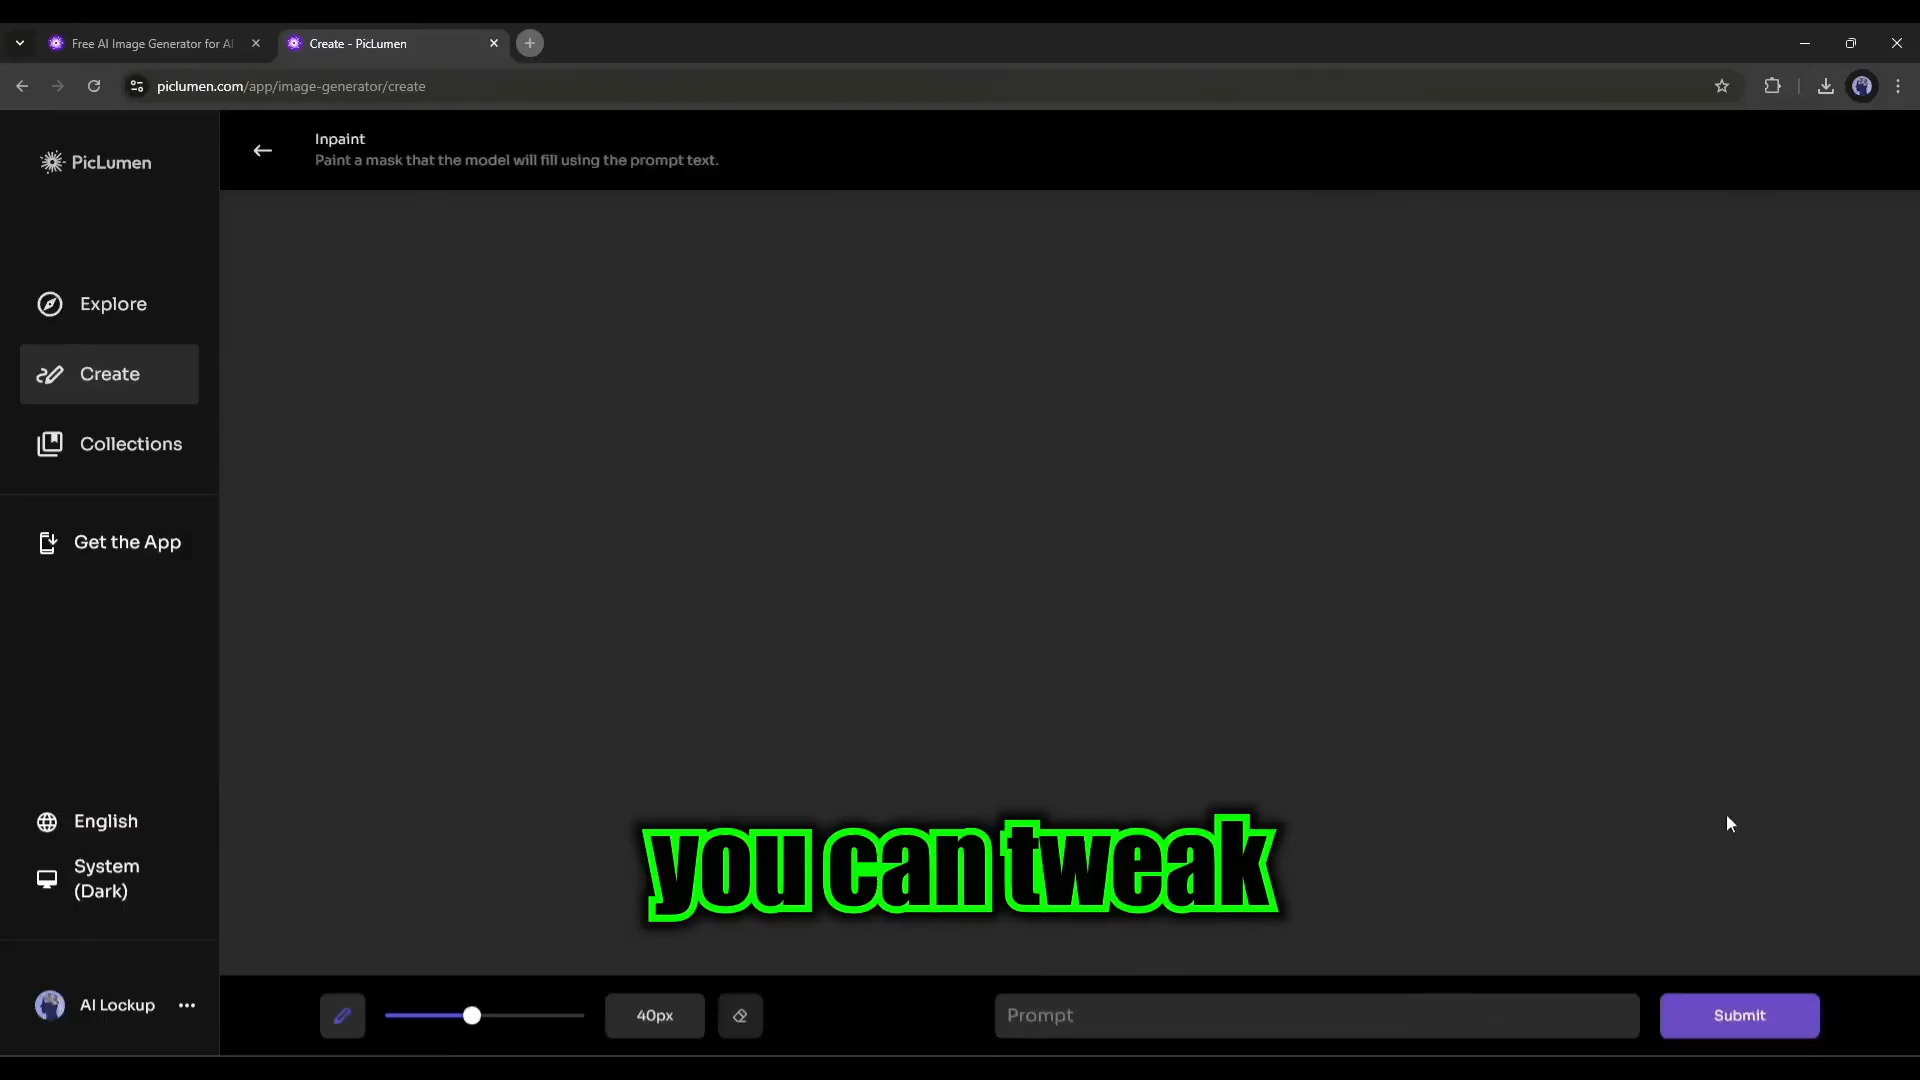 Free AI Image Generator for AI
Create - PicLumen
piclumen.com/app/image-generator/create
PicLumen
Inpaint
Paint a mask that the model will fill using the prompt text.
Explore
Create
Collections
Get the App
you can tweak
English
System
(Dark)
AI Lockup
40px
Prompt
Submit